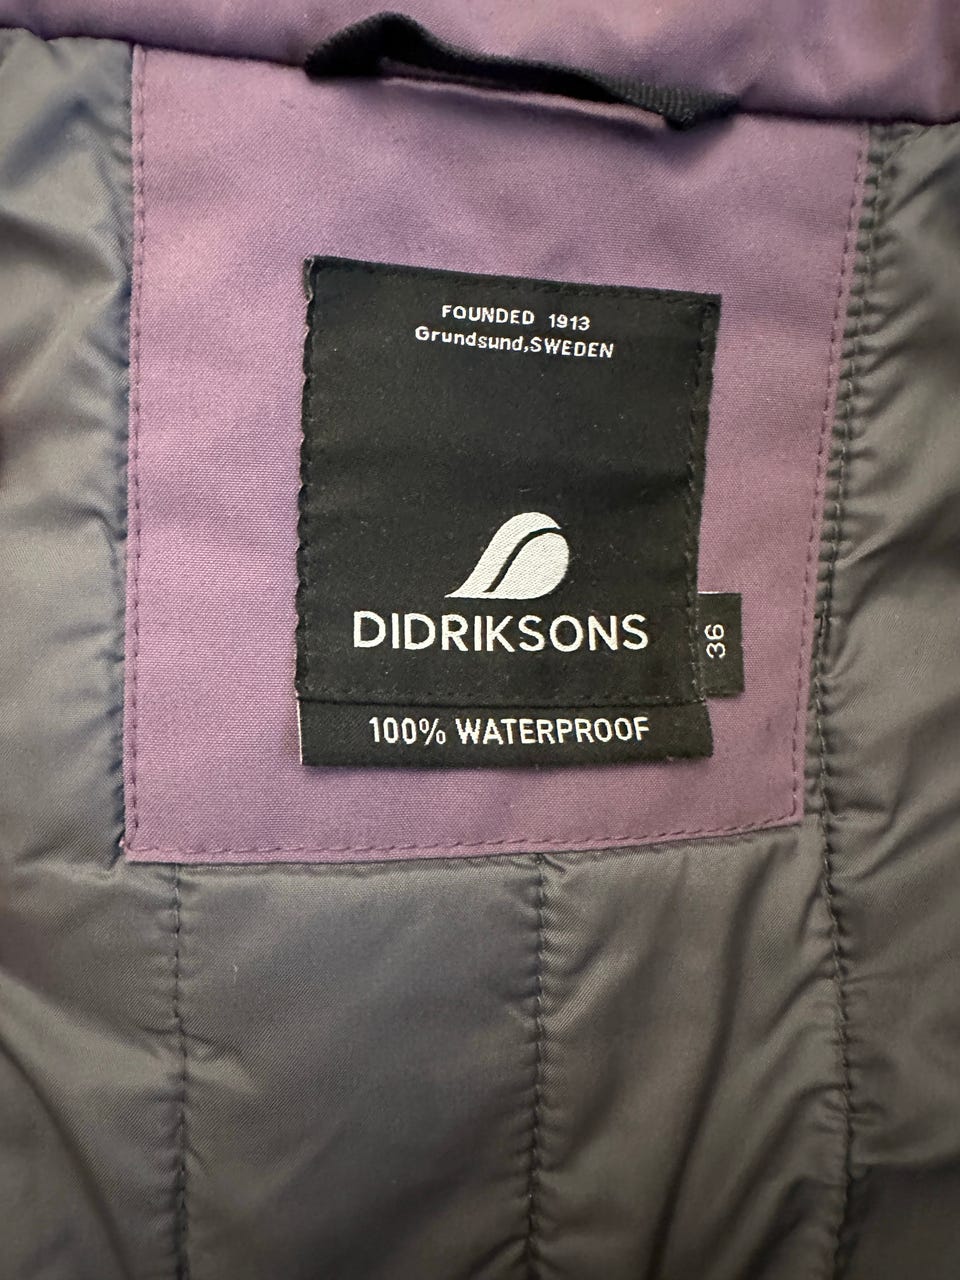 FOUNDED 1913
Grundsund,SWEDEN
DIDRIKSONS
36
100% WATERPROOF